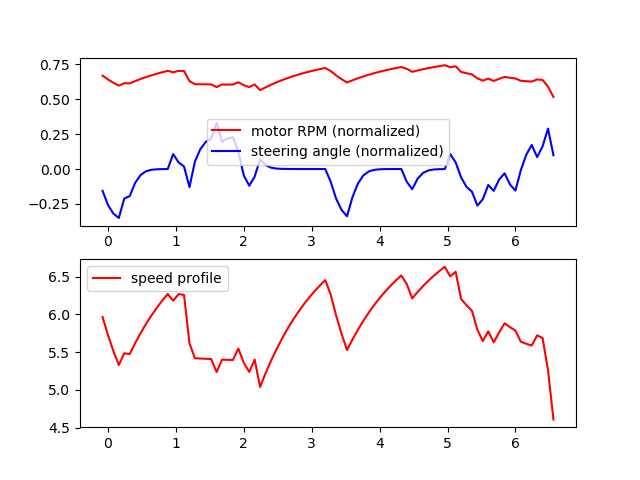 0.75
0.50
0.25
0.00
−0.25
motor RPM (normalized)
steering angle (normalized)
0 1 2 3 4 5 6
6.5
6.0
5.5
5.0
4.5
speed profile
0 1 2 3 4 5 6